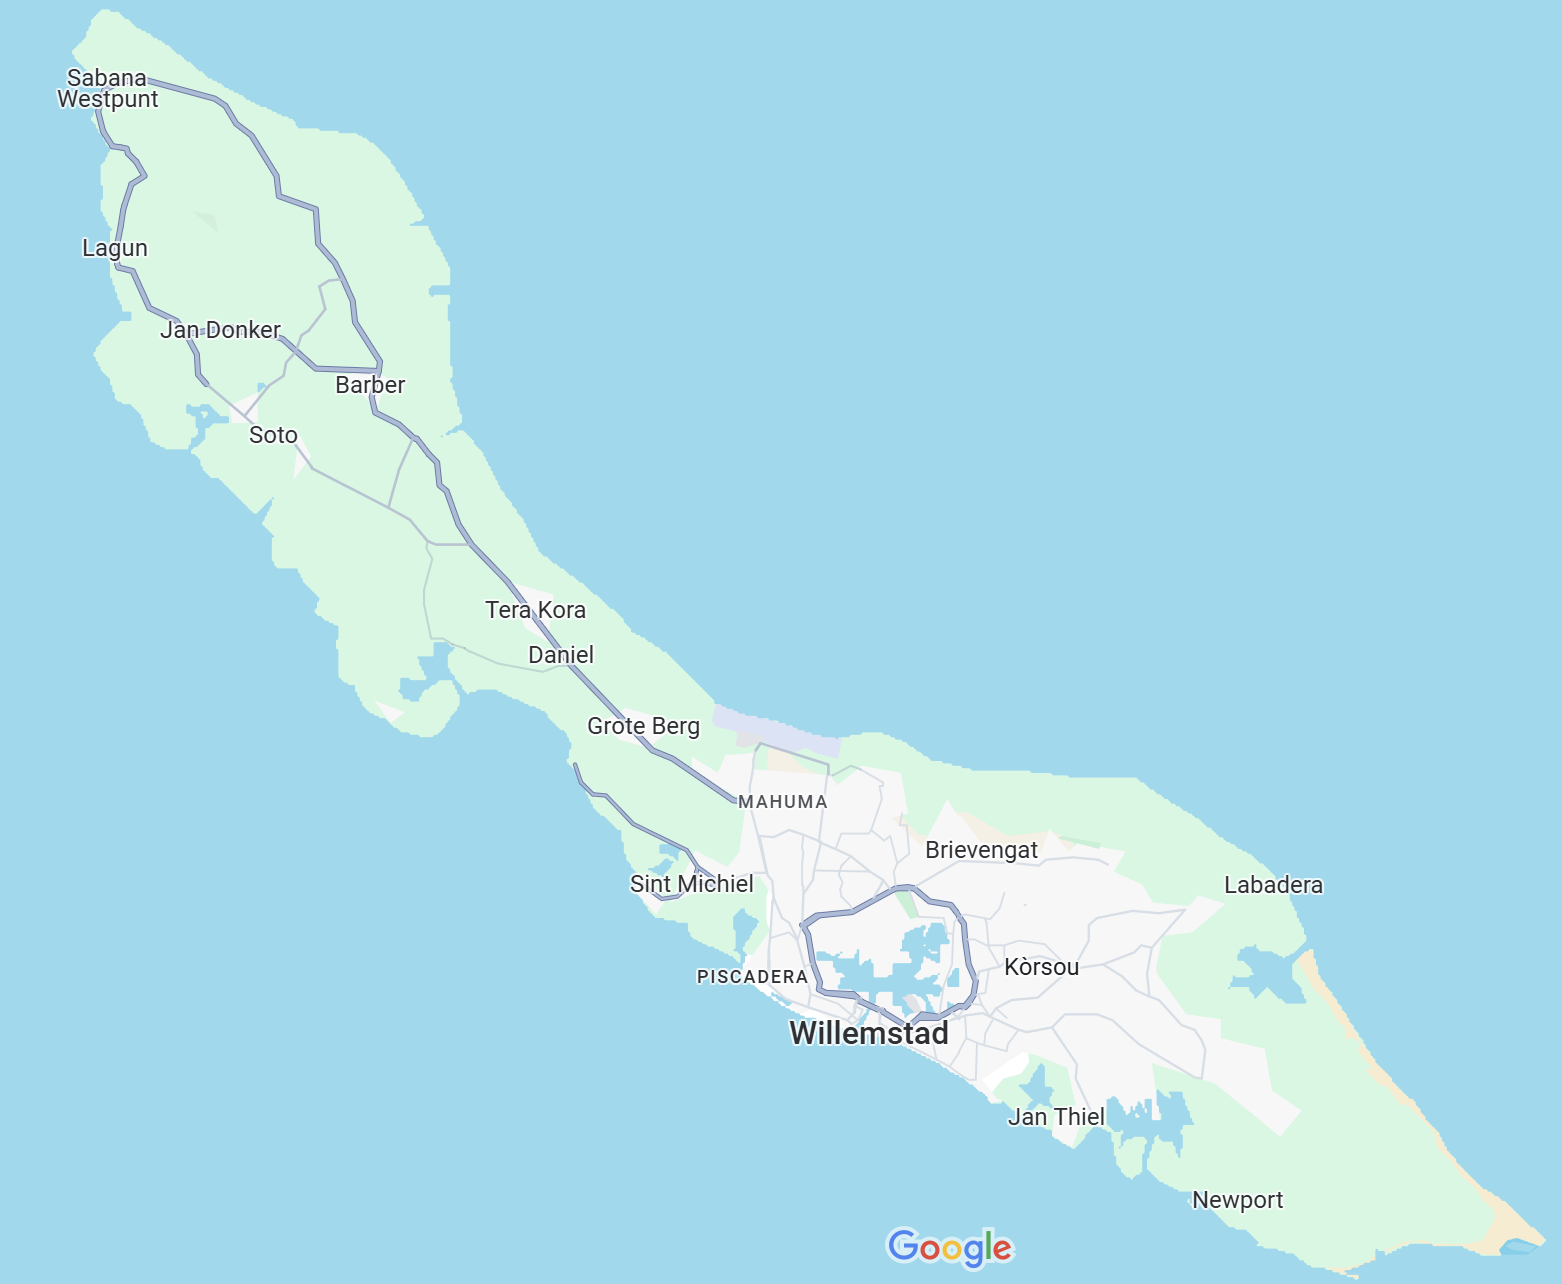 Sabana
Westpunt
Lagun
Jan Donker
Barber
Soto
Tera Kora
Daniel
Grote Berg
MAHUMA
Brievengat
Sint Michiel
Labadera
Kòrsou
PISCADERA
Willemstad
Jan Thiel
Newport
Google